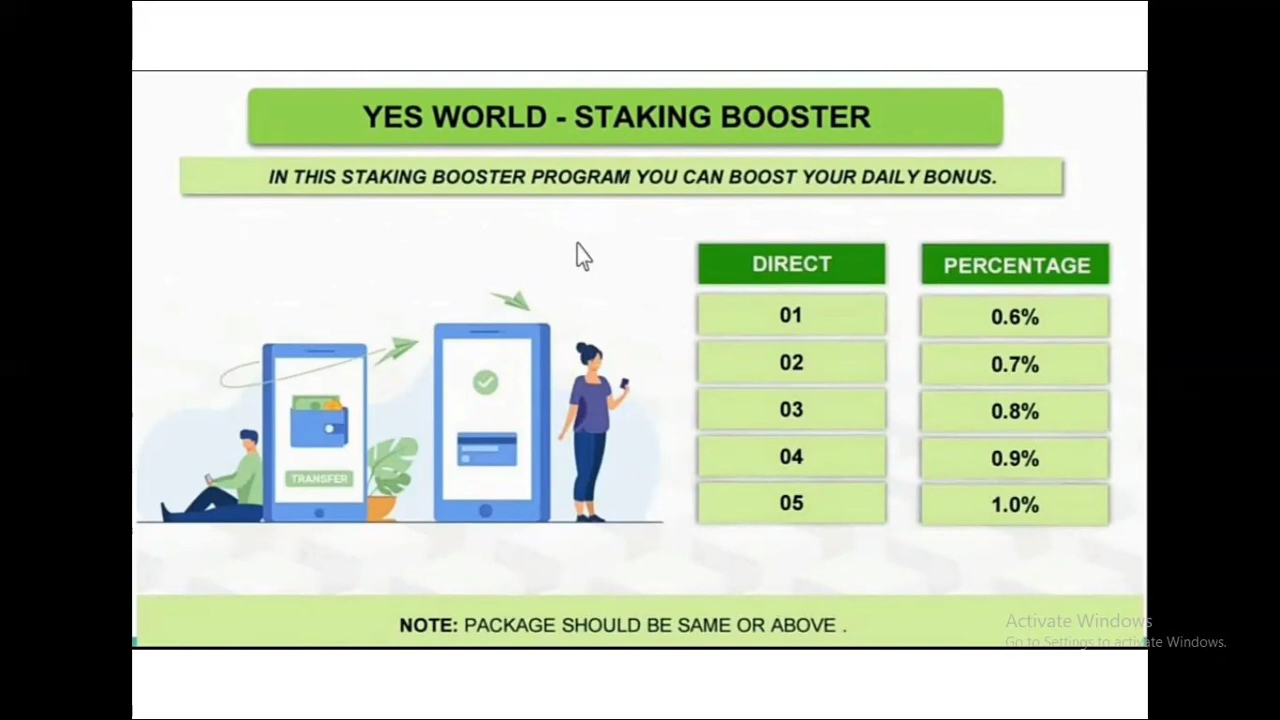 YES WORLD - STAKING BOOSTER
IN THIS STAKING BOOSTER PROGRAM YOU CAN BOOST YOUR DAILY BONUS.
DIRECT PERCENTAGE
01 0.6%
02 0.7%
03 0.8%
04 0.9%
05 1.0%
TRANSFER
NOTE: PACKAGE SHOULD BE SAME OR ABOVE .
Activate Windows
Go to Settings to activate Windows.